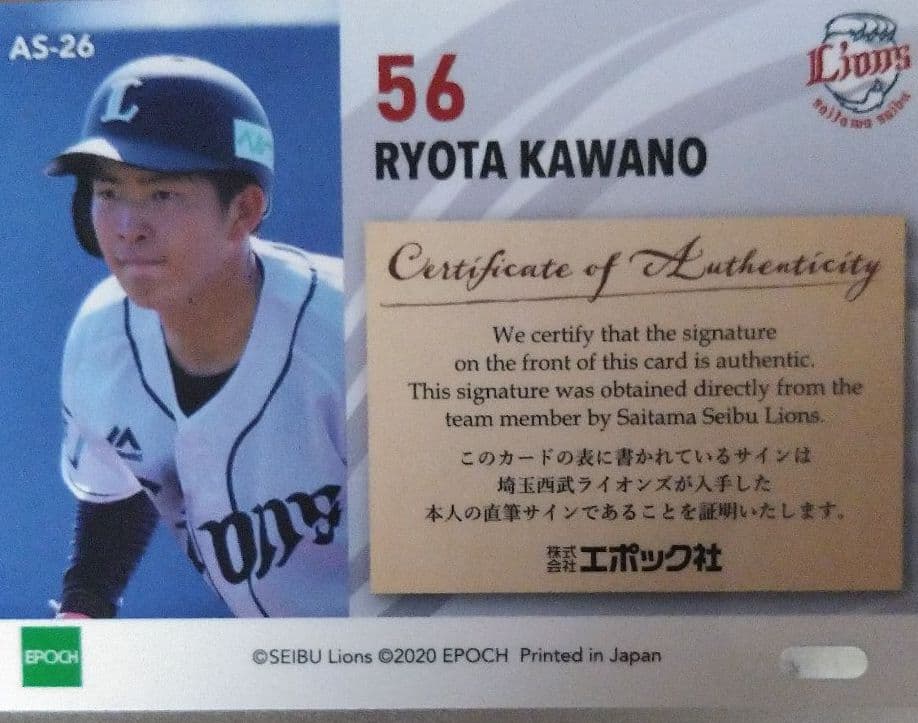 AS-26
56
RYOTA KAWANO
Lions
saitama seibu
L
Certificate of Authenticity
We certify that the signature
on the front of this card is authentic.
This signature was obtained directly from the
team member by Saitama Seibu Lions.
このカードの表に書かれているサインは
埼玉西武ライオンズが入手した
本人の直筆サインであることを証明いたします。
株式会社エポック社
EPOCH
©SEIBU Lions ©2020 EPOCH Printed in Japan